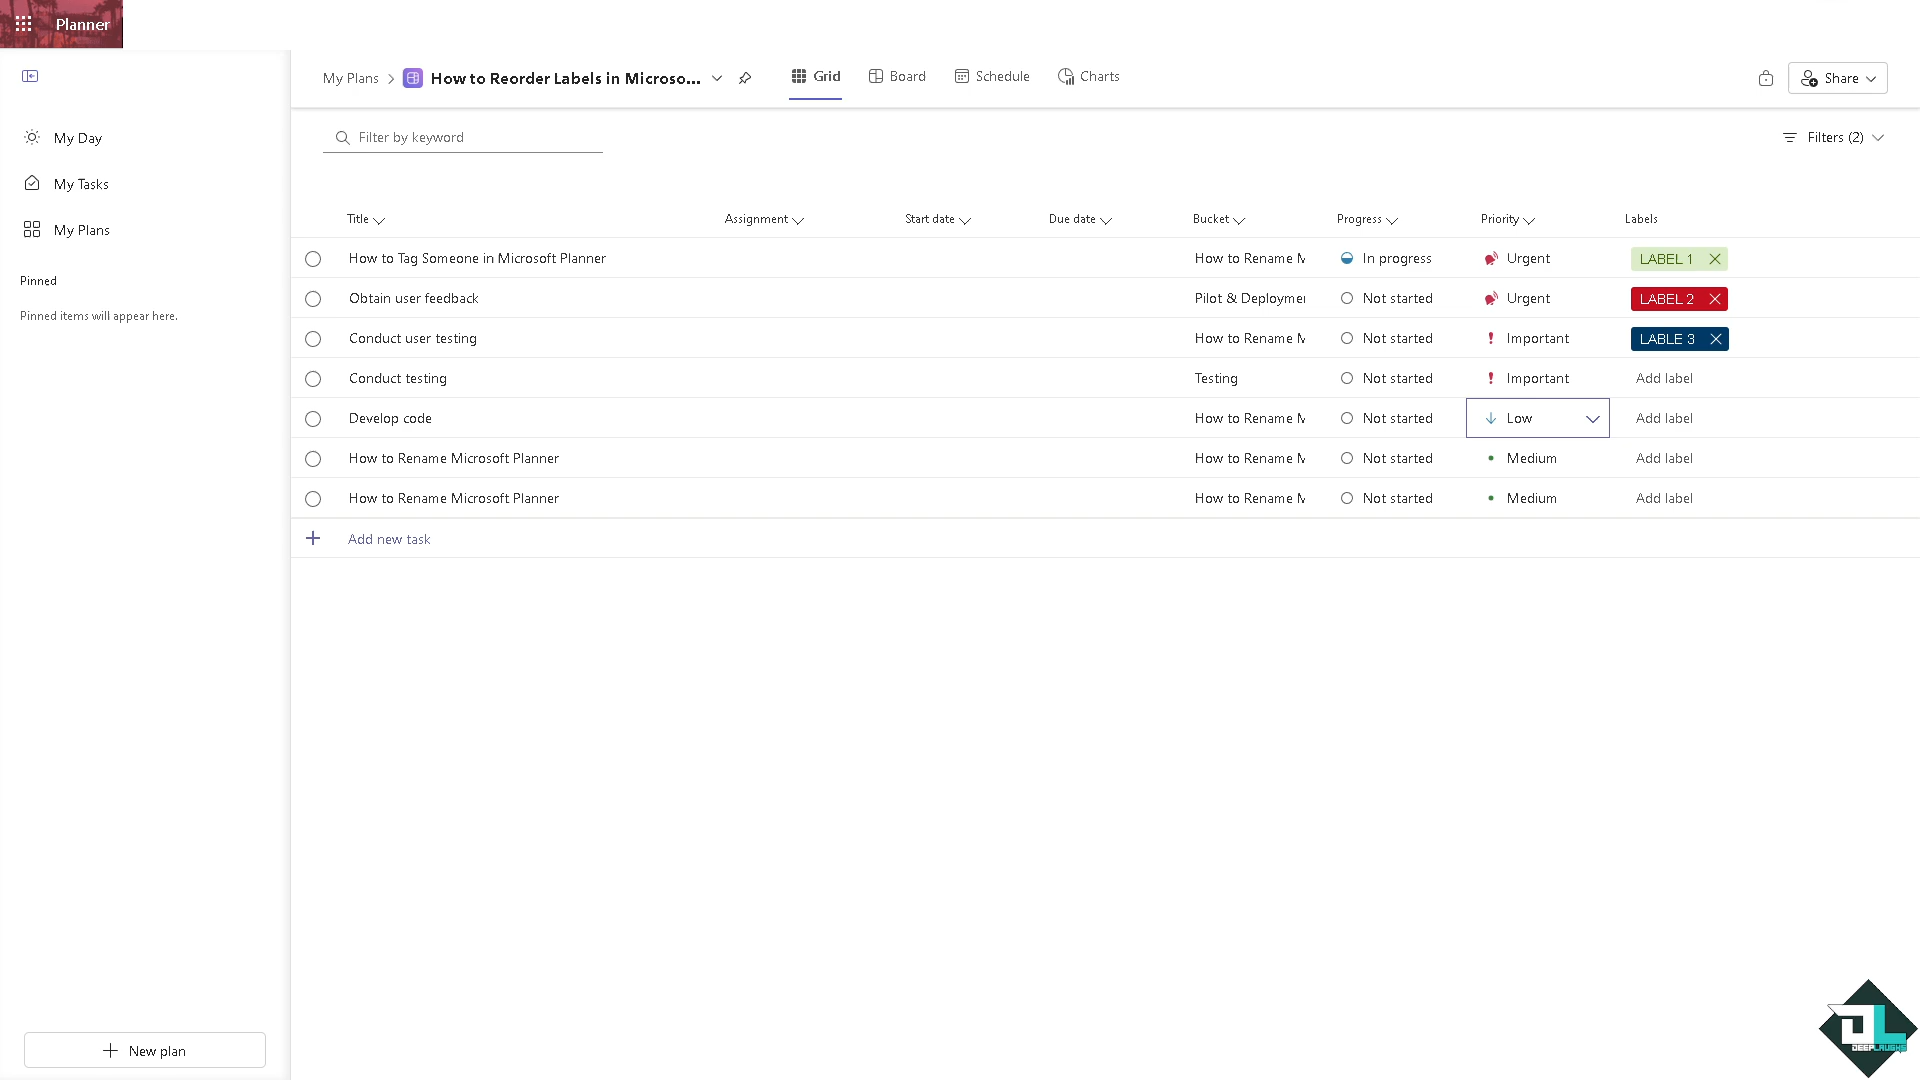 Planner
My Plans
How to Reorder Labels in Microso...
Grid
Board
Schedule
Charts
Share
My Day
My Tasks
My Plans
Pinned
Pinned items will appear here.
Filter by keyword
Filters (2)
Title Assignment Start date Due date Bucket Progress Priority Labels
How to Tag Someone in Microsoft Planner How to Rename M In progress Urgent LABEL 1
Obtain user feedback Pilot & Deploymen Not started Urgent LABEL 2
Conduct user testing How to Rename M Not started Important LABLE 3
Conduct testing Testing Not started Important Add label
Develop code How to Rename M Not started Low Add label
How to Rename Microsoft Planner How to Rename M Not started Medium Add label
How to Rename Microsoft Planner How to Rename M Not started Medium Add label
Add new task
New plan
DEEPLAUGHS